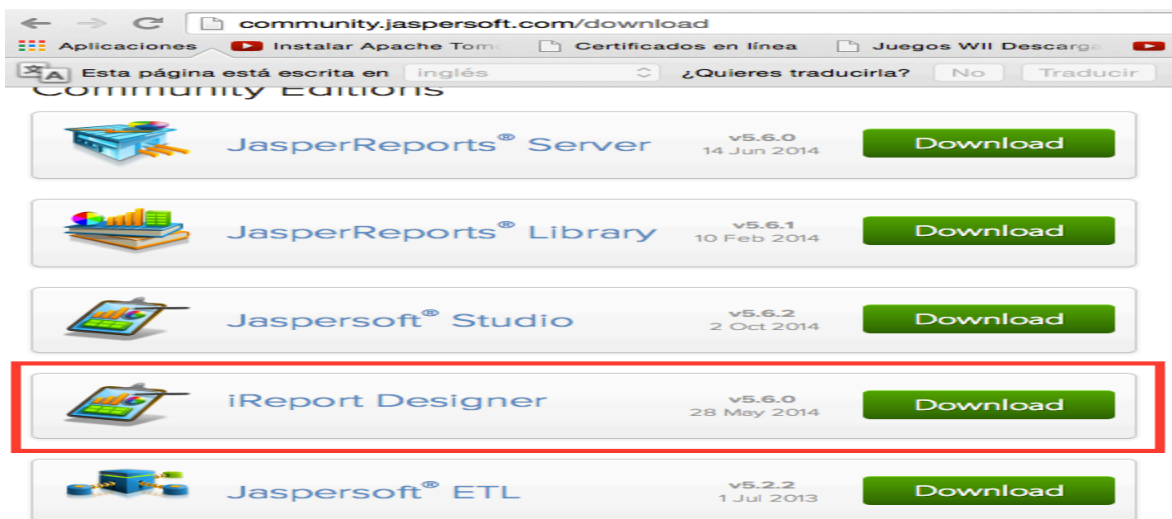 community.jaspersoft.com/download
Aplicaciones Instalar Apache Tom Certificados en línea Juegos WII Descarga
Esta página está escrita en inglés ¿Quieres traducirla? No Traducir
Community Editions
JasperReports® Server v5.6.0 14 Jun 2014 Download
JasperReports® Library v5.6.1 10 Feb 2014 Download
Jaspersoft® Studio v5.6.2 2 Oct 2014 Download
iReport Designer v5.6.0 28 May 2014 Download
Jaspersoft® ETL v5.2.2 1 Jul 2013 Download